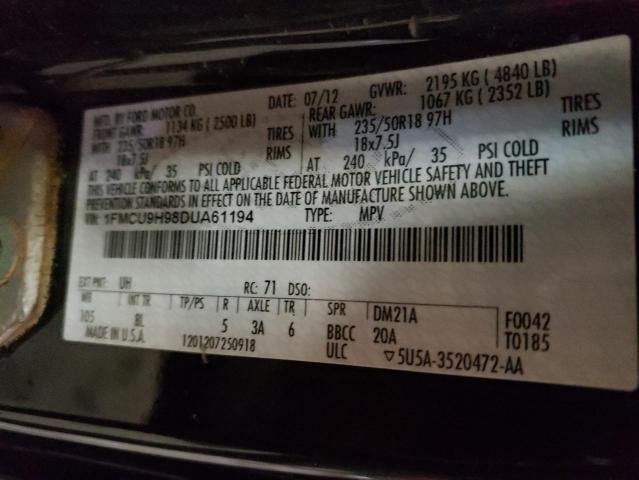 MFD. BY FORD MOTOR CO. DATE: 07/12 GVWR: 2195 KG ( 4840 LB)
FRONT GAWR: 1134 KG ( 2500 LB) REAR GAWR: 1067 KG ( 2352 LB)
WITH 235/50R18 97H TIRES WITH 235/50R18 97H TIRES
18x7.5J RIMS 18x7.5J RIMS
AT 240 kPa/ 35 PSI COLD AT 240 kPa/ 35 PSI COLD
THIS VEHICLE CONFORMS TO ALL APPLICABLE FEDERAL MOTOR VEHICLE SAFETY AND THEFT
PREVENTION STANDARDS IN EFFECT ON THE DATE OF MANUFACTURE SHOWN ABOVE.
VIN: 1FMCU9H98DUA61194 TYPE: MPV
EXT PNT: UH RC: 71 DSO:
WB INT TR TP/PS R AXLE TR SPR DM21A F0042
105 8L 5 3A 6 BBCC 20A T0185
MADE IN U.S.A. 1201207250918 ULC ▽5U5A-3520472-AA